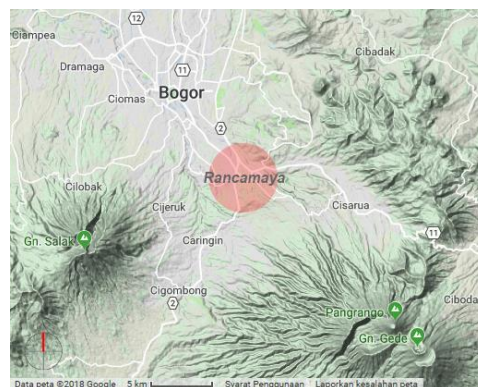 12
Ciampea
Cibadak
Dramaga
11
Bogor
Ciomas
2
Rancamaya
Cilobak
Cijeruk
Cisarua
11
Gn. Salak
Caringin
Cigombong
2
Ciboda
Pangrango
Gn. Gede
Data peta ©2018 Google
5 km
Syarat Penggunaan
Laporkan kesalahan peta